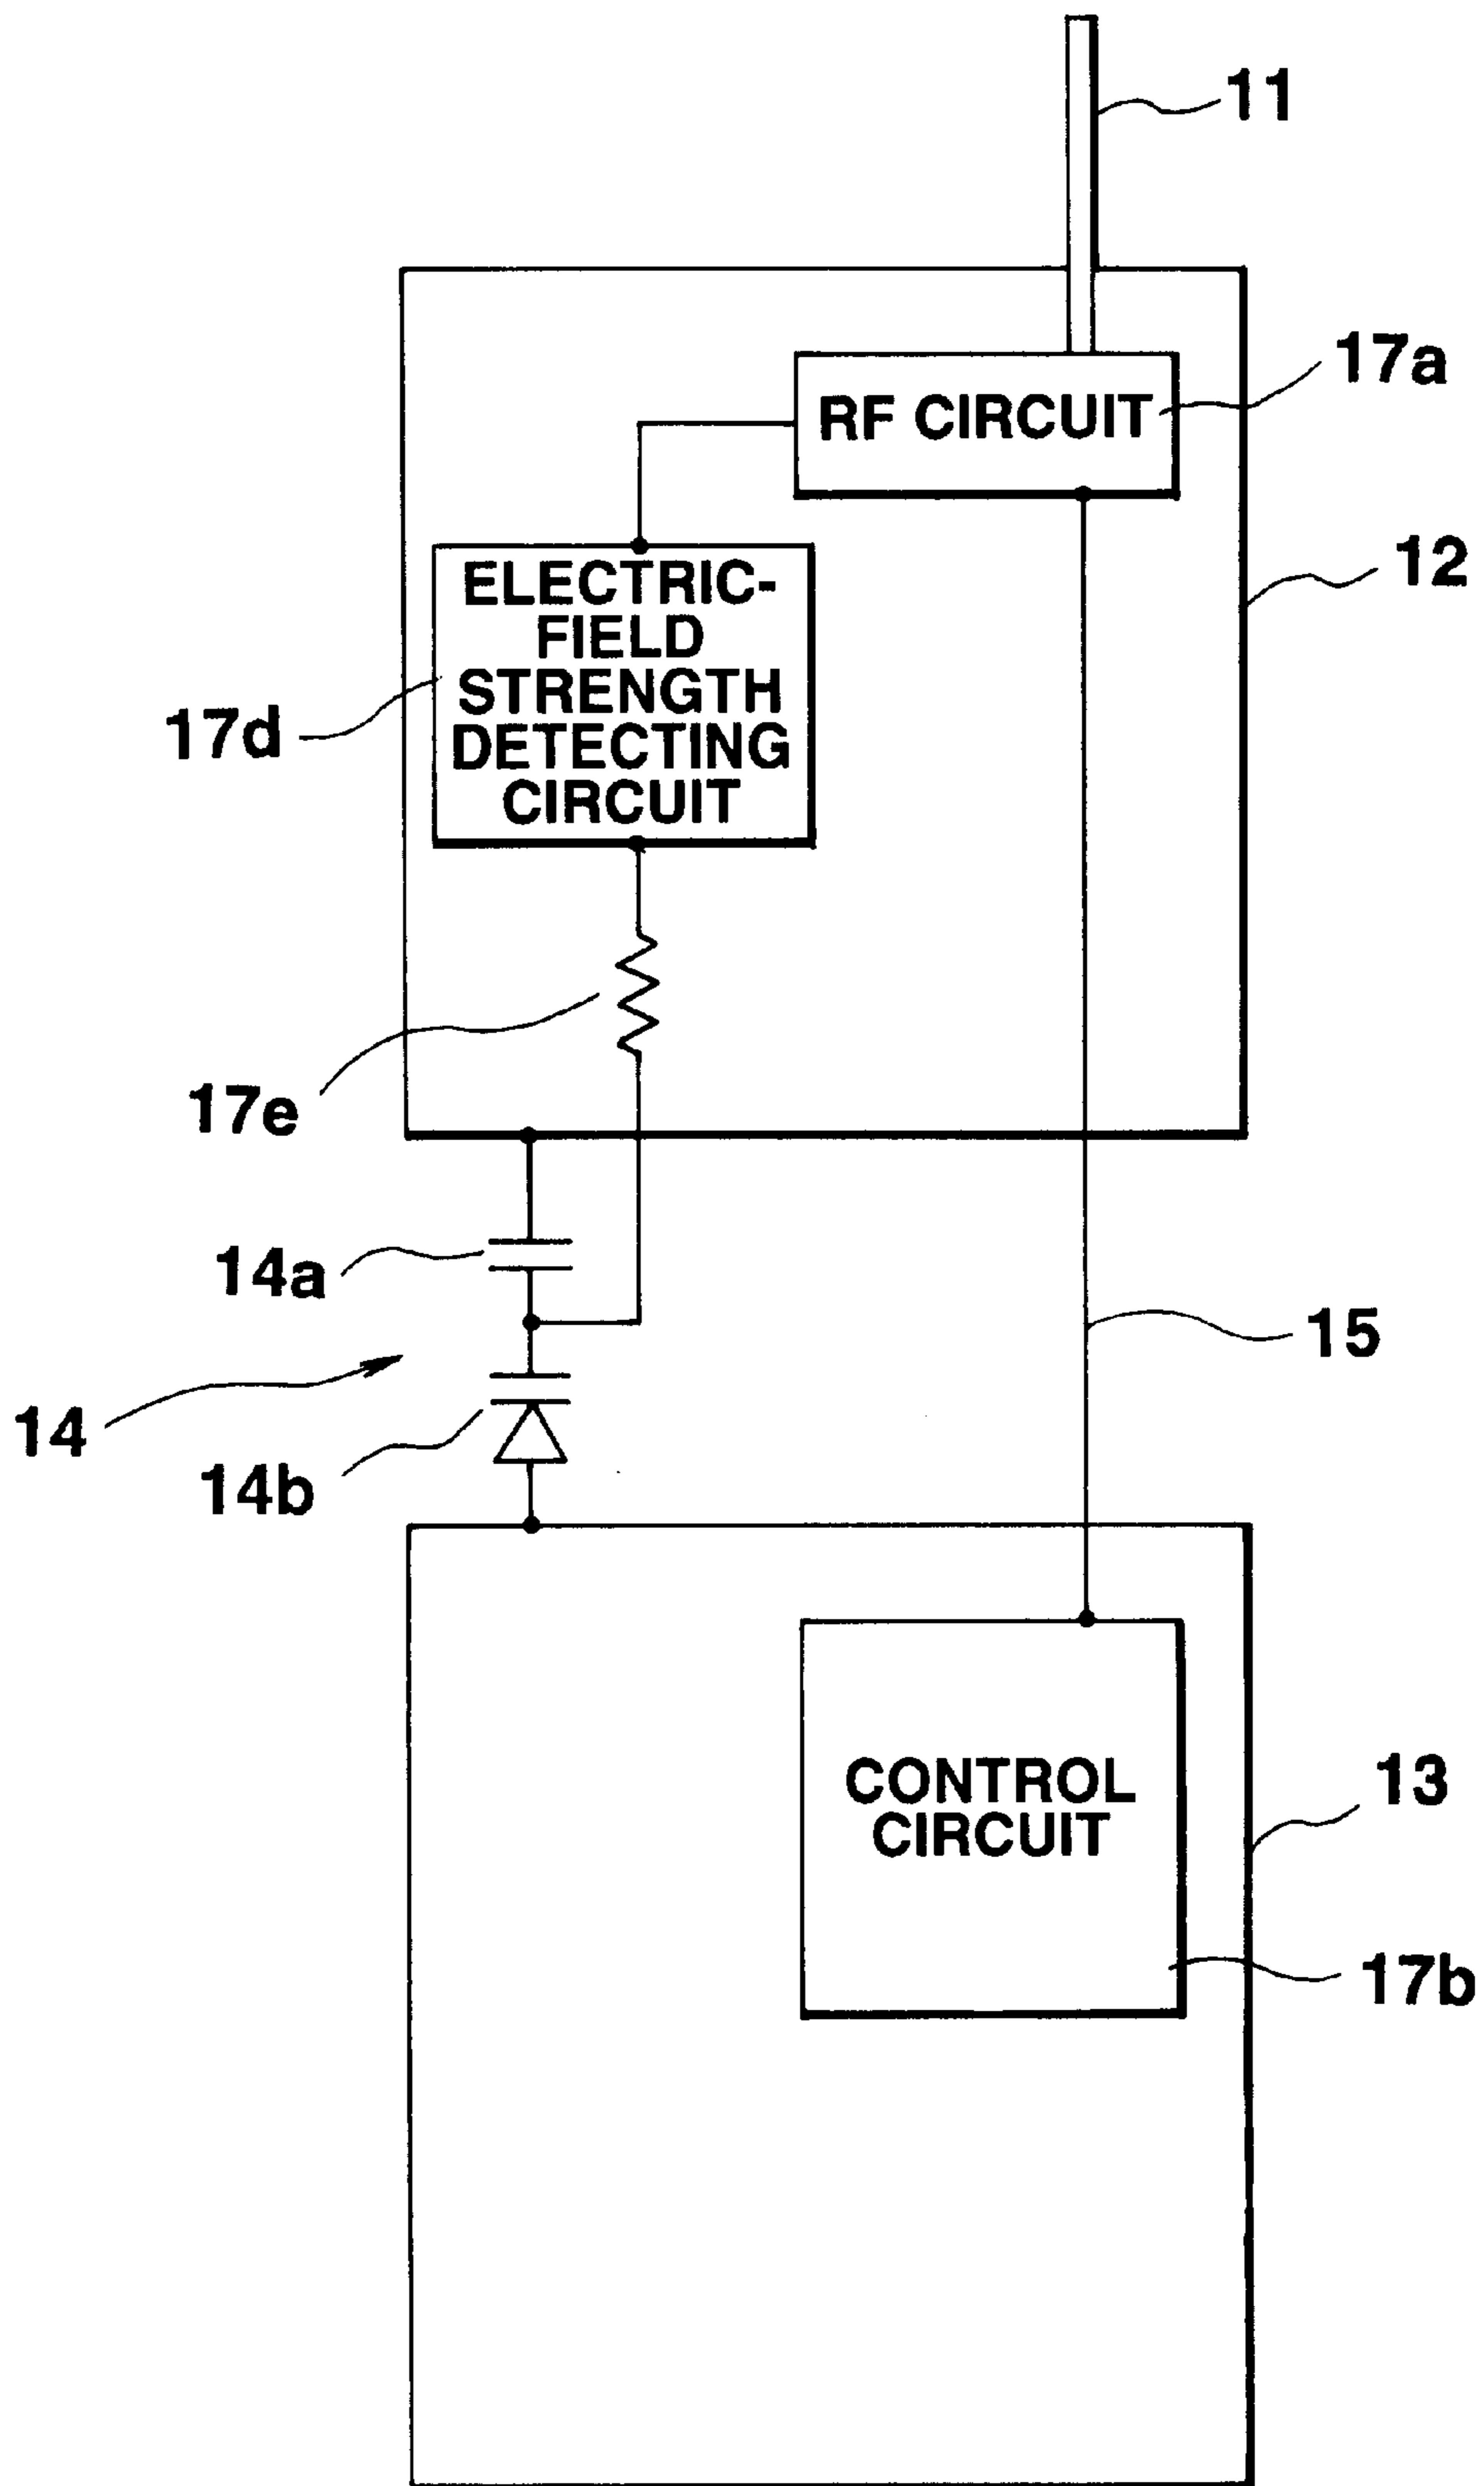 11
17a
RF CIRCUIT
12
ELECTRIC-
FIELD
STRENGTH
DETECTING
CIRCUIT
17d
17e
14a
15
14
14b
CONTROL
CIRCUIT
13
17b